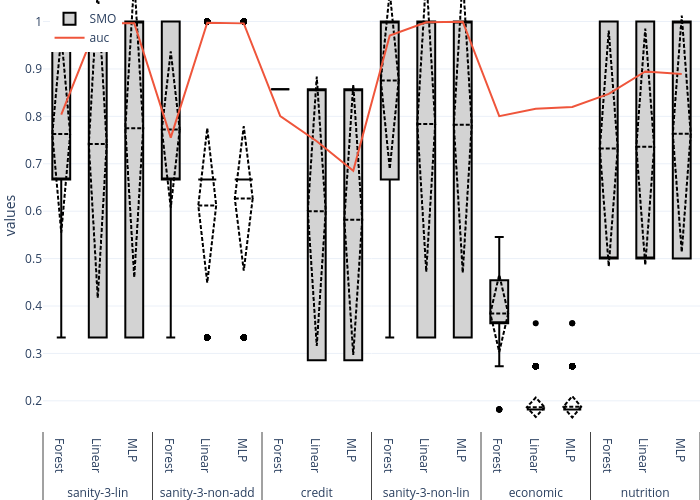 SMO
auc
values
1
0.9
0.8
0.7
0.6
0.5
0.4
0.3
0.2
Forest
Linear
MLP
Forest
Linear
MLP
Forest
Linear
MLP
Forest
Linear
MLP
Forest
Linear
MLP
Forest
Linear
MLP
sanity-3-lin
sanity-3-non-add
credit
sanity-3-non-lin
economic
nutrition